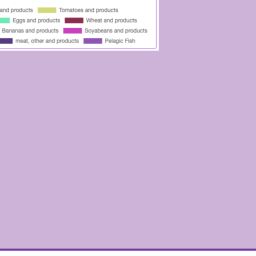 and products Tomatoes and products
Eggs and products Wheat and products
Bananas and products Soyabeans and products
meat, other and products Pelagic Fish